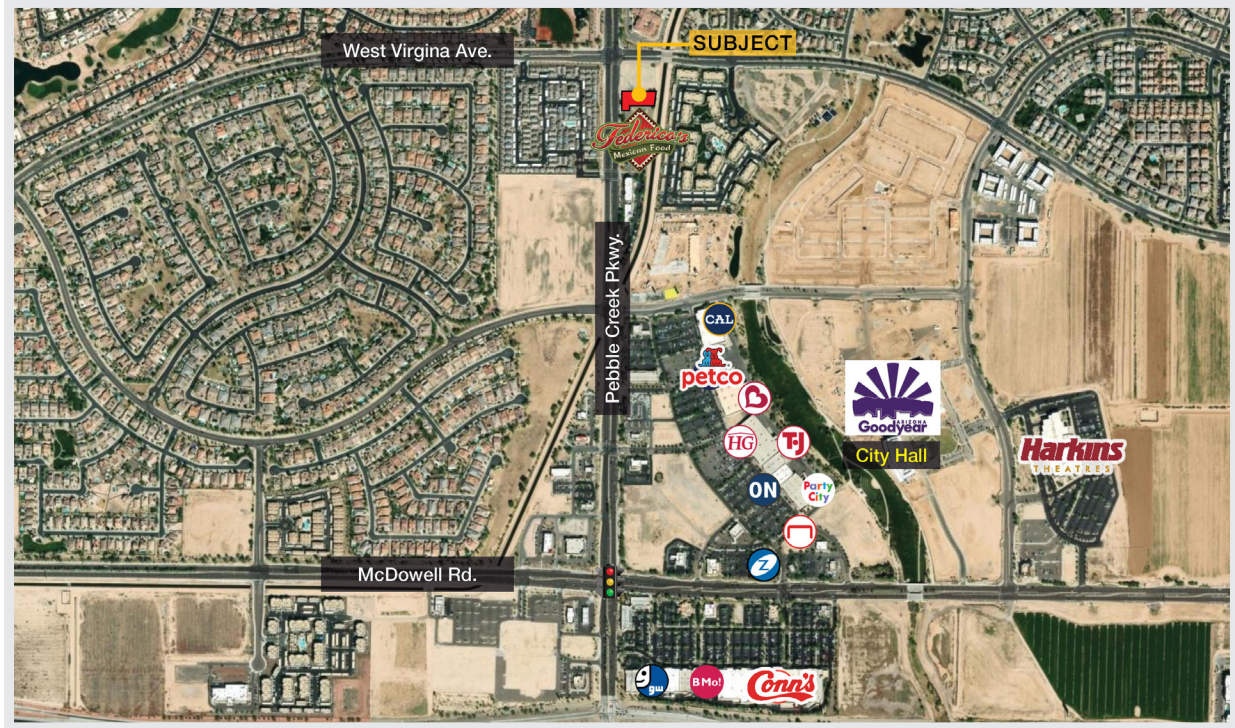 West Virgina Ave.
SUBJECT
Federico's
Mexican Food
Pebble Creek Pkwy.
CAL
petco
HG
TJ
ARIZONA
Goodyear
City Hall
Harkins
THEATRES
ON
Party
City
Z
McDowell Rd.
gw
B Mo!
Conn's